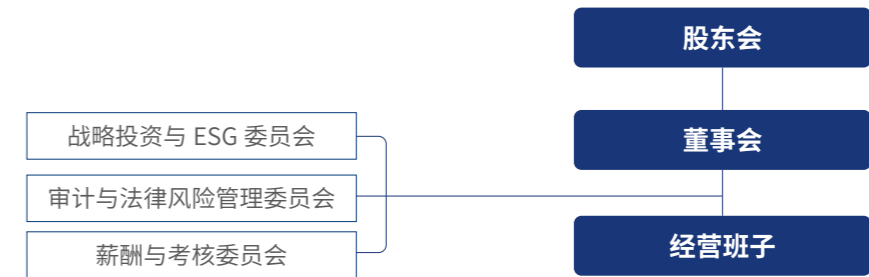 股东会
董事会
战略投资与 ESG 委员会
审计与法律风险管理委员会
薪酬与考核委员会
经营班子